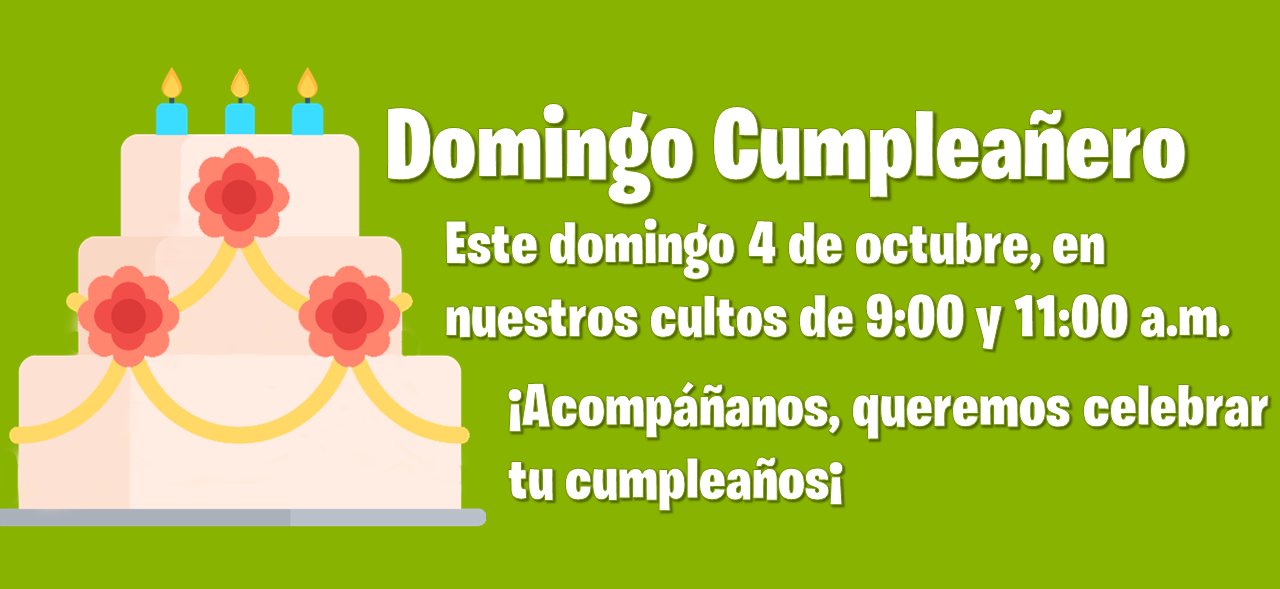 Domingo Cumpleañero
Este domingo 4 de octubre, en
nuestros cultos de 9:00 y 11:00 a.m.
¡Acompáñanos, queremos celebrar
tu cumpleaños¡